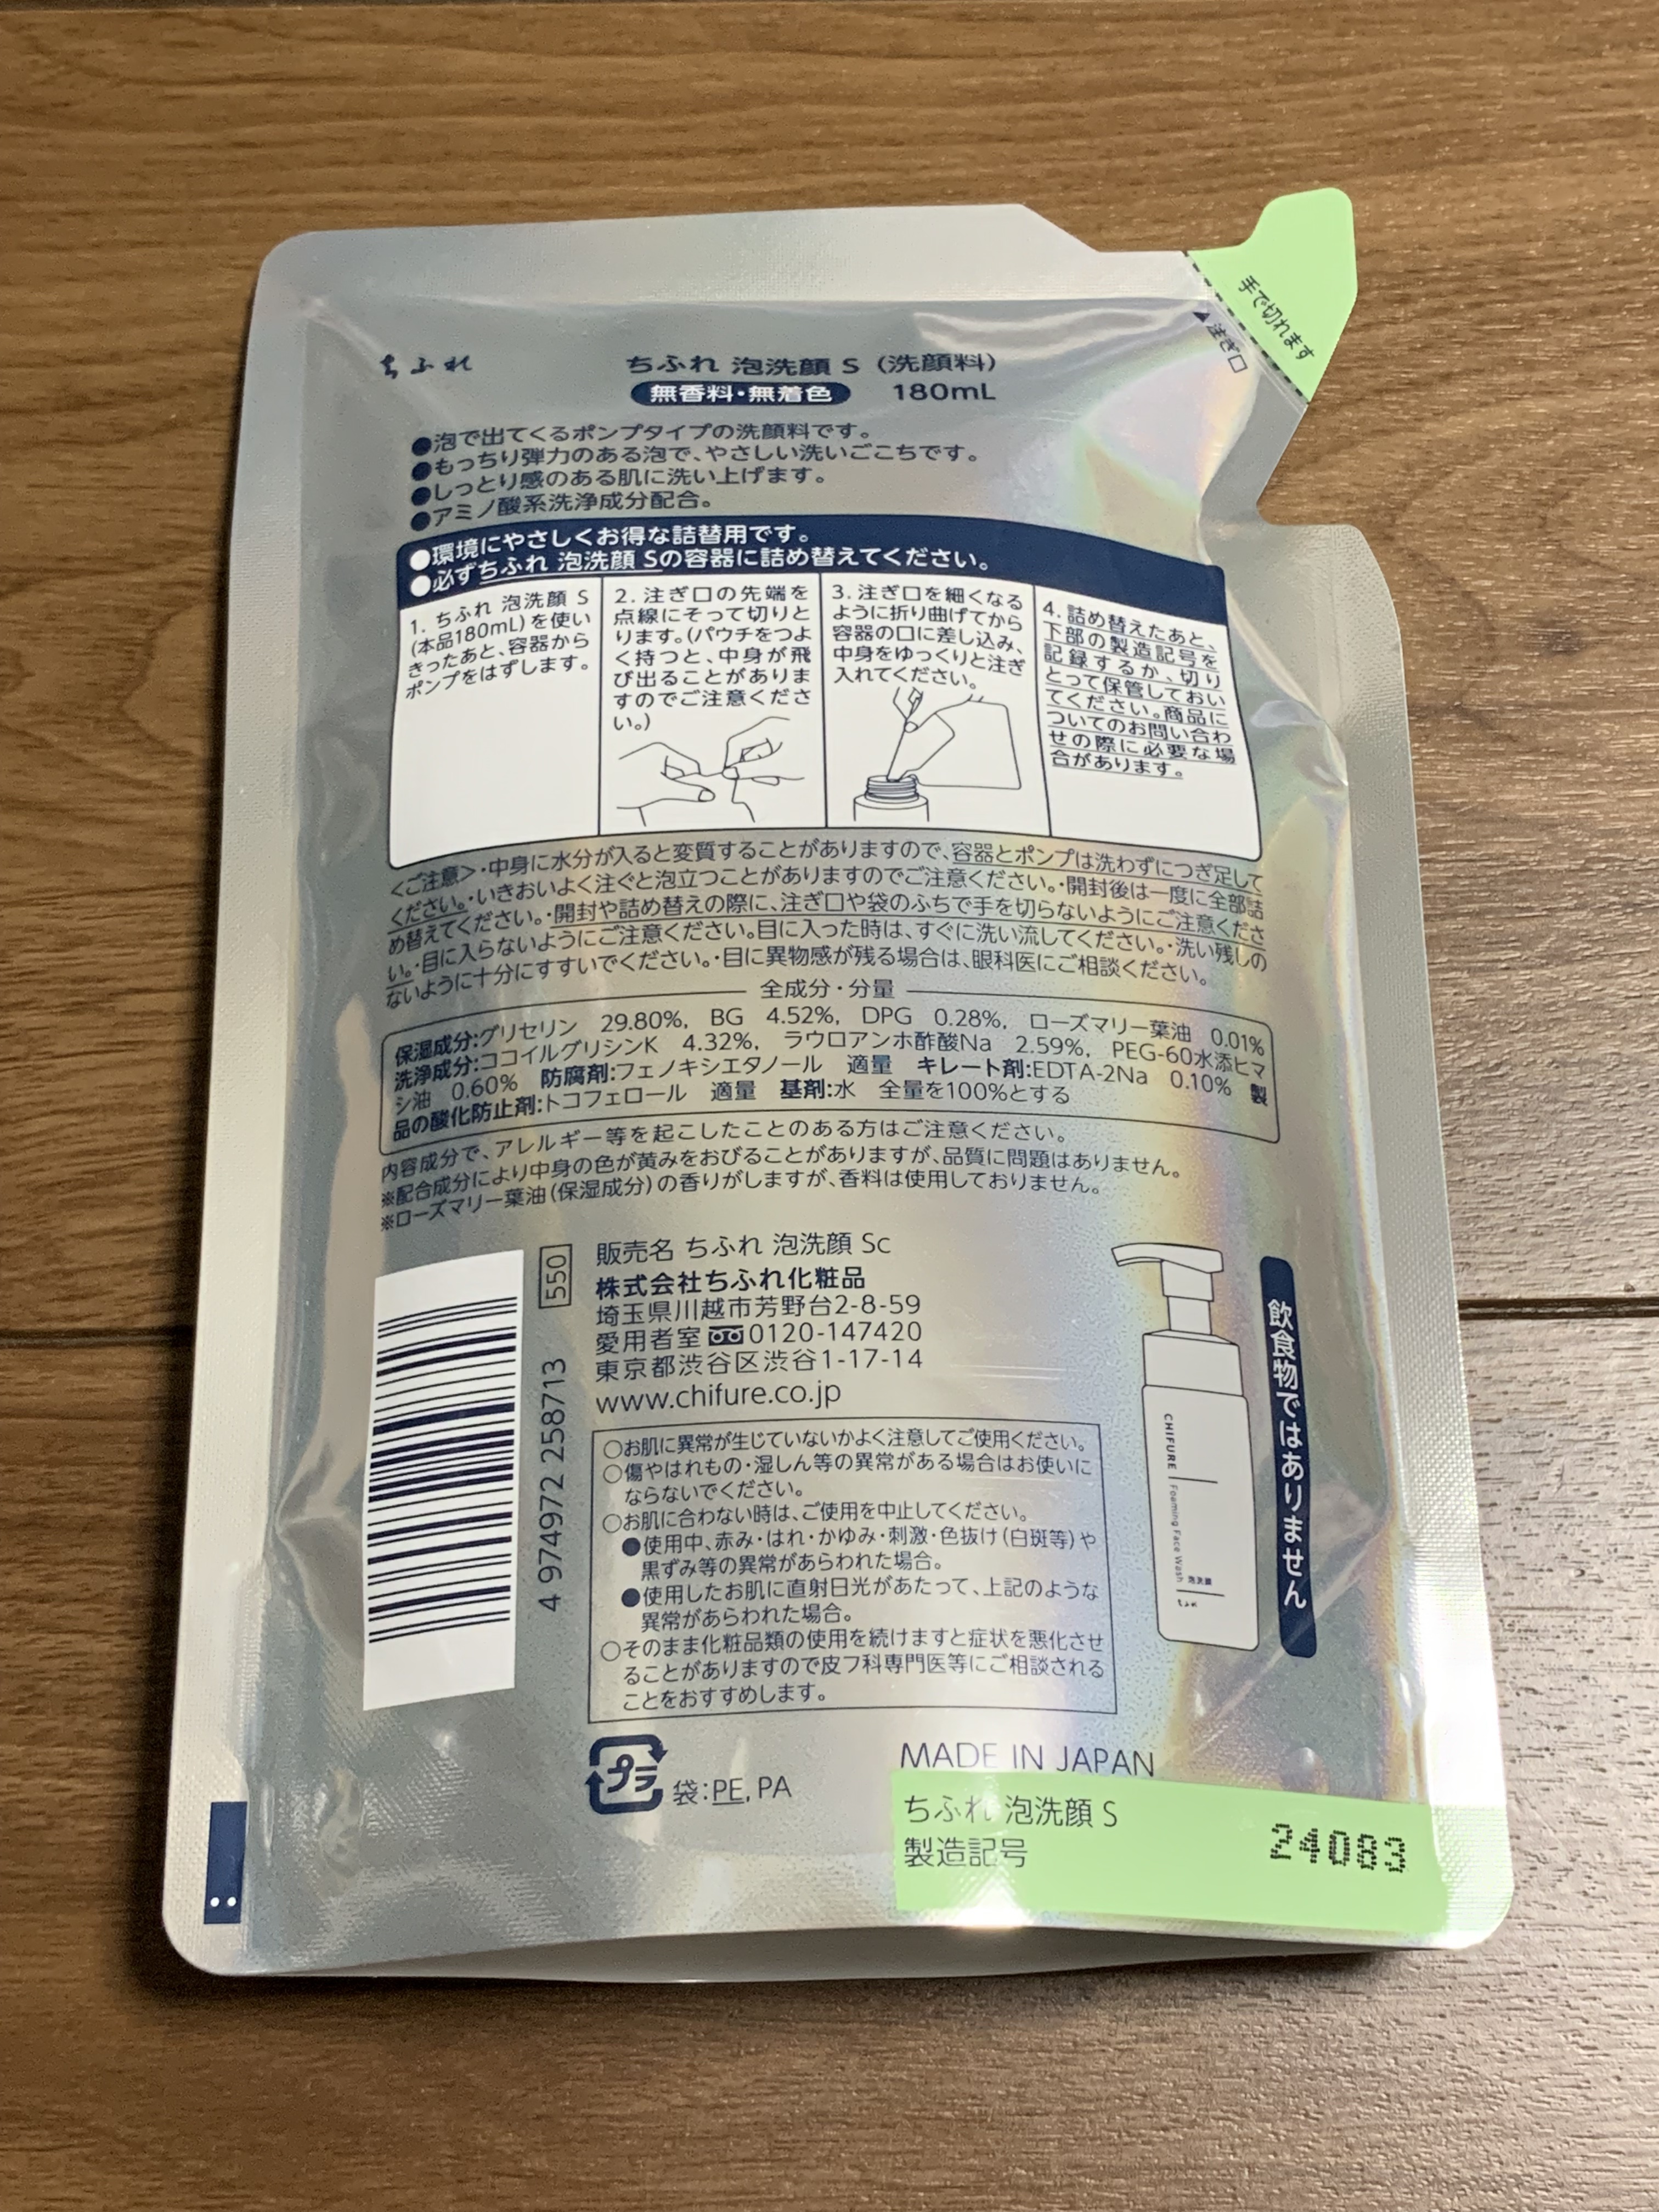 手で切れます
▲注ぎ口
ちふれ
ちふれ 泡洗顔 S（洗顔料）
無香料・無着色 180mL
●泡で出てくるポンプタイプの洗顔料です。
●もっちり弾力のある泡で、やさしい洗いごこちです。
●しっとり感のある肌に洗い上げます。
●アミノ酸系洗浄成分配合。
●環境にやさしくお得な詰替用です。
●必ずちふれ 泡洗顔 Sの容器に詰め替えてください。
1. ちふれ 泡洗顔 S
(本品180mL)を使い
きったあと、容器から
ポンプをはずします。
2. 注ぎ口の先端を
点線にそって切りと
ります。(パウチをつよ
く持つと、中身が飛
び出ることがありま
すのでご注意くださ
い。)
3. 注ぎ口を細くなる
ように折り曲げてから
容器の口に差し込み、
中身をゆっくりと注ぎ
入れてください。
4. 詰め替えたあと、
下部の製造記号を
記録するか、切り
とって保管しておい
てください。商品に
ついてのお問い合わ
せの際に必要な場
合があります。
＜ご注意＞・中身に水分が入ると変質することがありますので、容器とポンプは洗わずにつぎ足して
ください。・いきおいよく注ぐと泡立つことがありますのでご注意ください。・開封後は一度に全部詰
め替えてください。・開封や詰め替えの際に、注ぎ口や袋のふちで手を切らないようにご注意くださ
い。・目に入らないようにご注意ください。目に入った時は、すぐに洗い流してください。・洗い残しの
ないように十分にすすいでください。・目に異物感が残る場合は、眼科医にご相談ください。
全成分・分量
保湿成分:グリセリン 29.80%, BG 4.52%, DPG 0.28%, ローズマリー葉油 0.01%
洗浄成分:ココイルグリシンK 4.32%, ラウロアンホ酢酸Na 2.59%, PEG-60水添ヒマ
シ油 0.60% 防腐剤:フェノキシエタノール 適量 キレート剤:EDTA-2Na 0.10% 製
品の酸化防止剤:トコフェロール 適量 基剤:水 全量を100%とする
内容成分で、アレルギー等を起こしたことのある方はご注意ください。
※配合成分により中身の色が黄みをおびることがありますが、品質に問題はありません。
※ローズマリー葉油(保湿成分)の香りがしますが、香料は使用しておりません。
550
4 974972 258713
販売名 ちふれ 泡洗顔 Sc
株式会社ちふれ化粧品
埼玉県川越市芳野台2-8-59
愛用者室 0120-147420
東京都渋谷区渋谷1-17-14
www.chifure.co.jp
○お肌に異常が生じていないかよく注意してご使用ください。
○傷やはれもの・湿しん等の異常がある場合はお使いに
ならないでください。
○お肌に合わない時は、ご使用を中止してください。
●使用中、赤み・はれ・かゆみ・刺激・色抜け(白斑等)や
黒ずみ等の異常があらわれた場合。
●使用したお肌に直射日光があたって、上記のような
異常があらわれた場合。
○そのまま化粧品類の使用を続けますと症状を悪化させ
ることがありますので皮フ科専門医等にご相談される
ことをおすすめします。
CHIFURE
Foaming Face Wash
泡洗顔
ちふれ
飲食物ではありません
プラ
袋:PE, PA
MADE IN JAPAN
ちふれ 泡洗顔 S
製造記号
24083